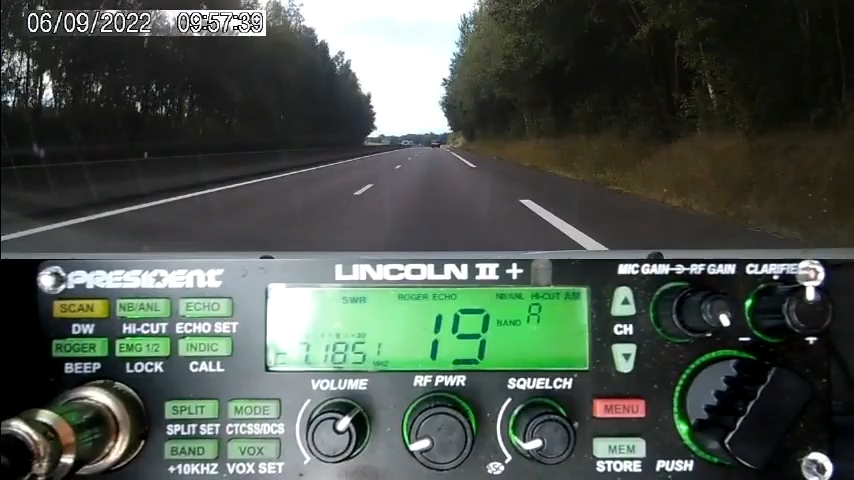 06/09/2022 09:57:39
PRESIDENT LINCOLN II + MIC GAIN RF GAIN CLARIFIER
SCAN NB/ANL ECHO
DW HI-CUT ECHO SET
ROGER EMG 1/2 INDIC
BEEP LOCK CALL
SWR ROGER ECHO NB/ANL HI-CUT AM
19 BAND A
MHZ
CH
VOLUME RF PWR SQUELCH
SPLIT MODE
SPLIT SET CTCSS/DCS
BAND VOX
+10KHZ VOX SET
MENU
MEM
STORE
PUSH
- +